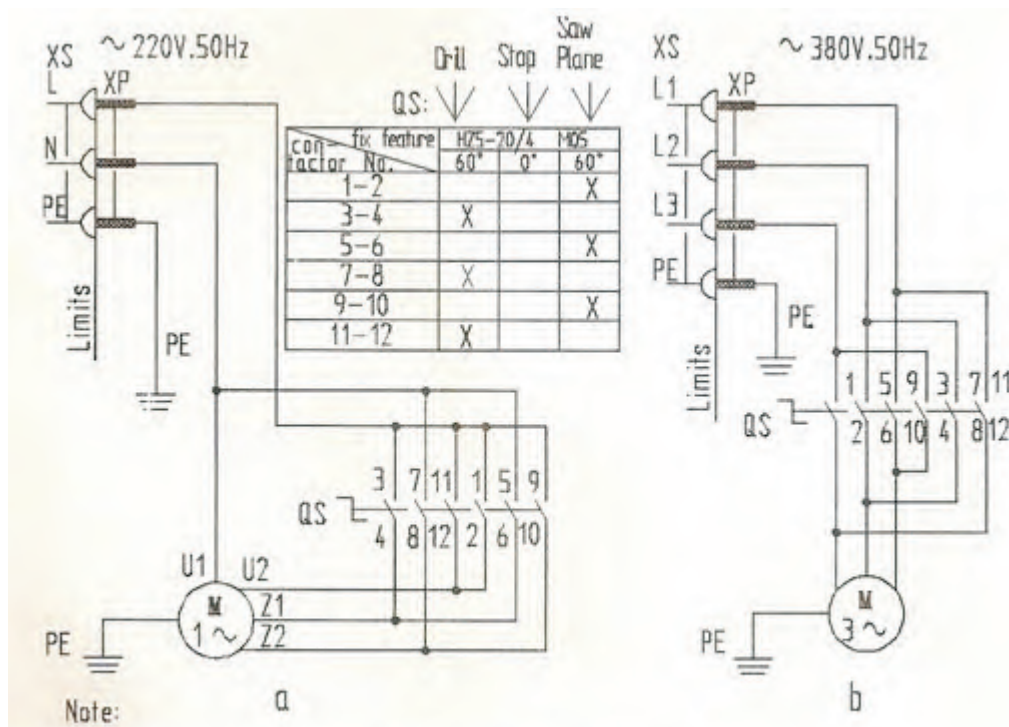 XS ~220V.50Hz
L XP
N
PE
Limits
PE
Drill Stop Saw Plane
QS:
fix feature HZ5-20/4 M05
contactor No. 60° 0° 60°
1-2 X
3-4 X
5-6 X
7-8 X
9-10 X
11-12 X
3 7 11 1 5 9
QS
4 8 12 2 6 10
U1 U2
M
Z1
1~
Z2
PE
a
Note:
XS ~380V.50Hz
L1 XP
L2
L3
PE
Limits
PE
1 5 9 3 7 11
QS
2 6 10 4 8 12
M
3~
PE
b